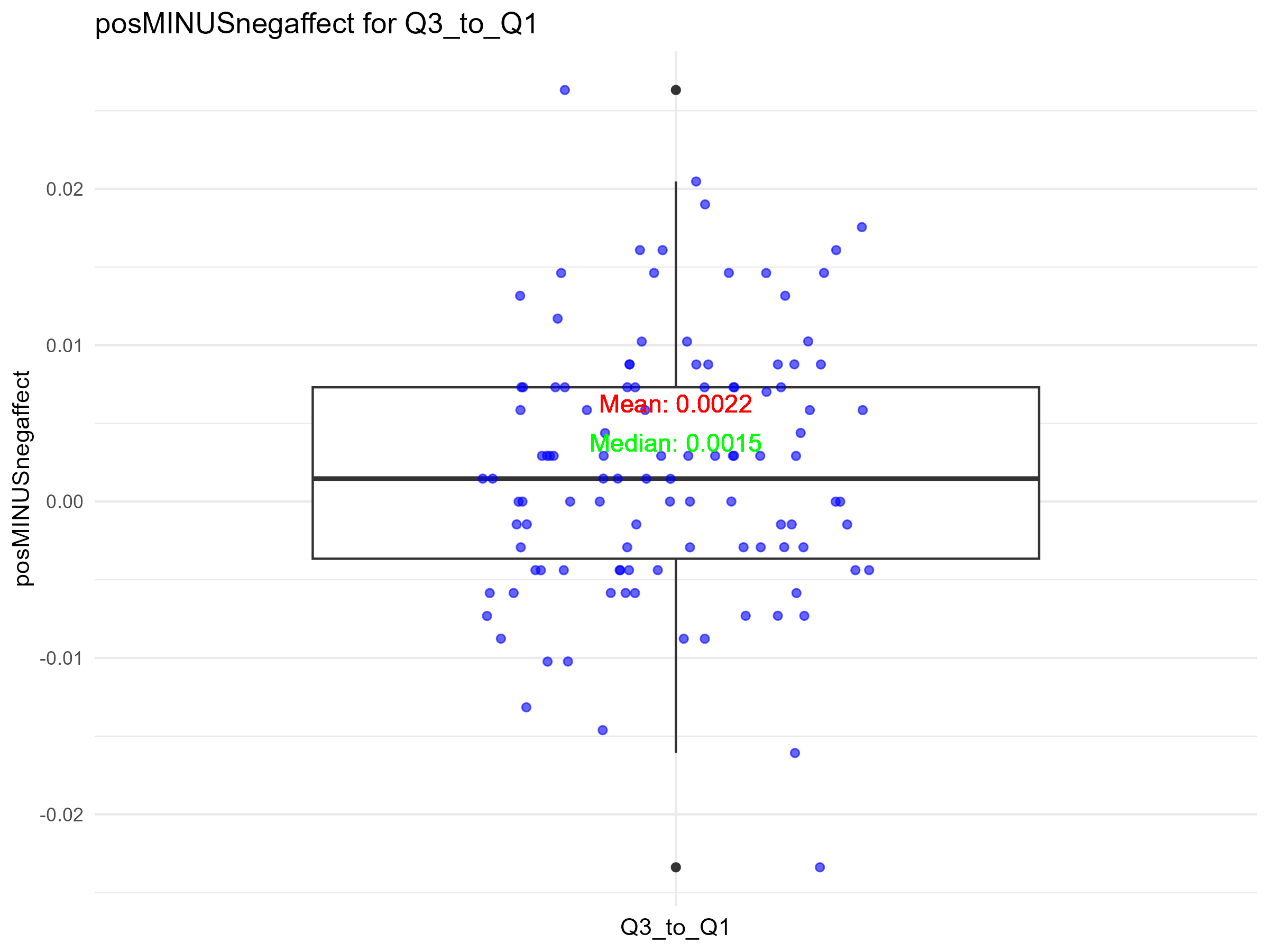 posMINUSnegaffect for Q3_to_Q1
posMINUSnegaffect
0.02
0.01
0.00
-0.01
-0.02
Mean: 0.0022
Median: 0.0015
Q3_to_Q1